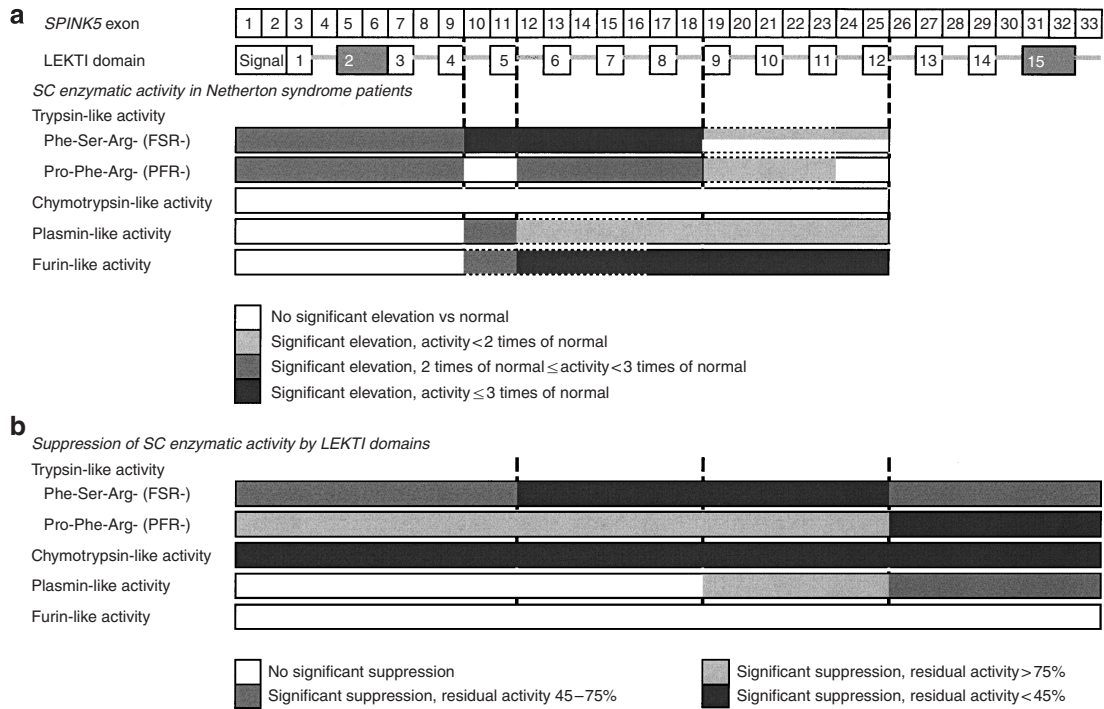 a
SPINK5 exon 1 2 3 4 5 6 7 8 9 10 11 12 13 14 15 16 17 18 19 20 21 22 23 24 25 26 27 28 29 30 31 32 33
LEKTI domain Signal 1 2 3 4 5 6 7 8 9 10 11 12 13 14 15
SC enzymatic activity in Netherton syndrome patients
Trypsin-like activity
Phe-Ser-Arg- (FSR-)
Pro-Phe-Arg- (PFR-)
Chymotrypsin-like activity
Plasmin-like activity
Furin-like activity
No significant elevation vs normal
Significant elevation, activity<2 times of normal
Significant elevation, 2 times of normal≤activity<3 times of normal
Significant elevation, activity≤3 times of normal
b
Suppression of SC enzymatic activity by LEKTI domains
Trypsin-like activity
Phe-Ser-Arg- (FSR-)
Pro-Phe-Arg- (PFR-)
Chymotrypsin-like activity
Plasmin-like activity
Furin-like activity
No significant suppression
Significant suppression, residual activity 45–75%
Significant suppression, residual activity>75%
Significant suppression, residual activity<45%